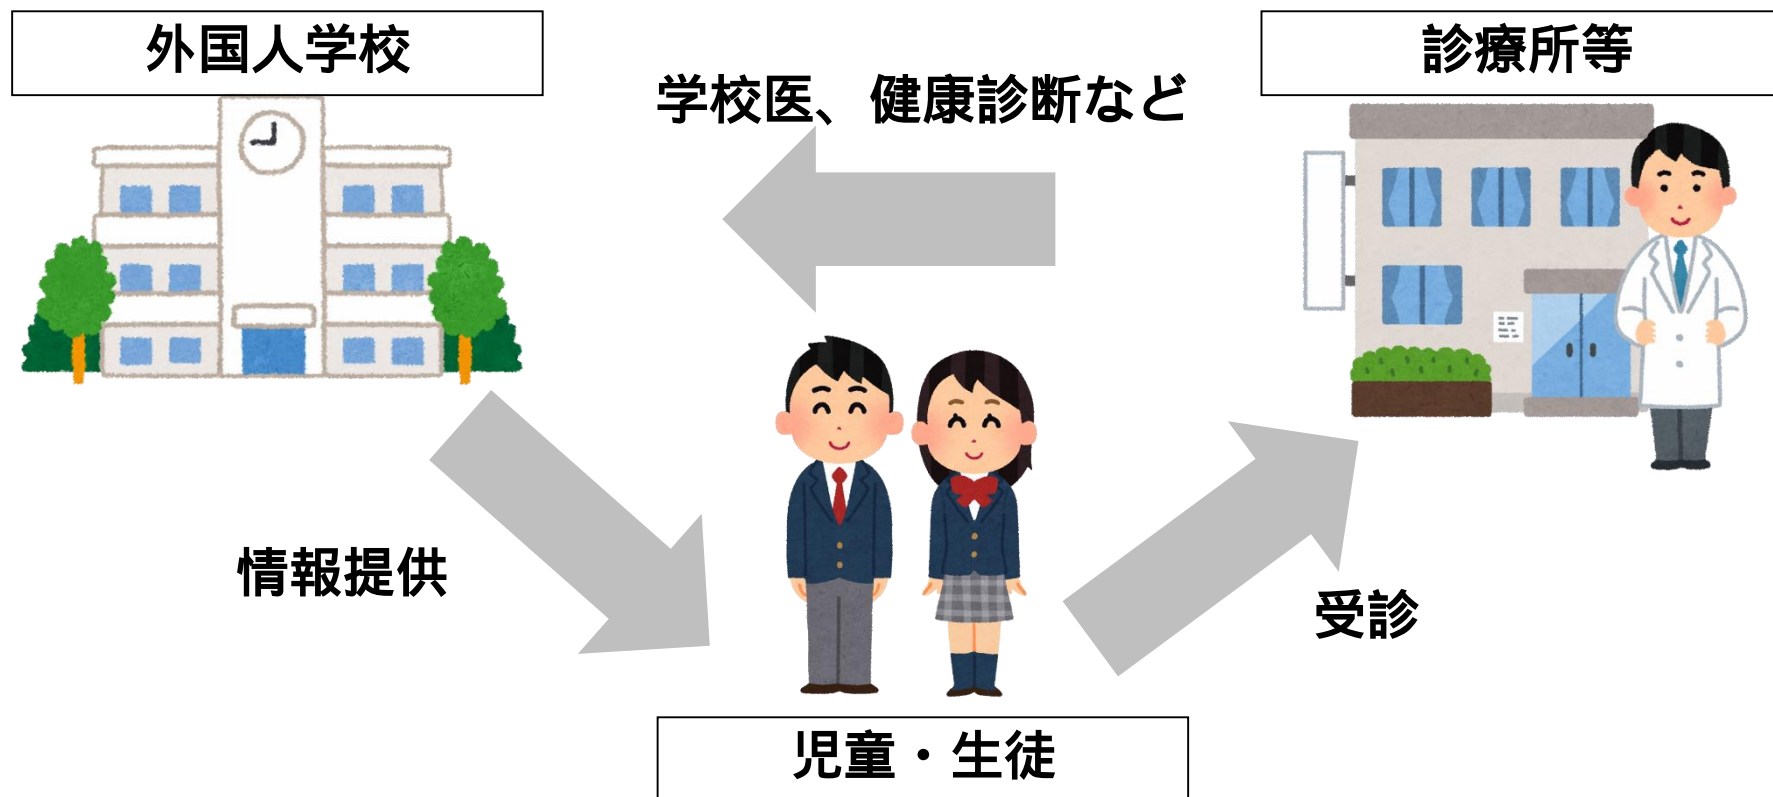 外国人学校
診療所等
学校医、健康診断など
情報提供
受診
児童・生徒